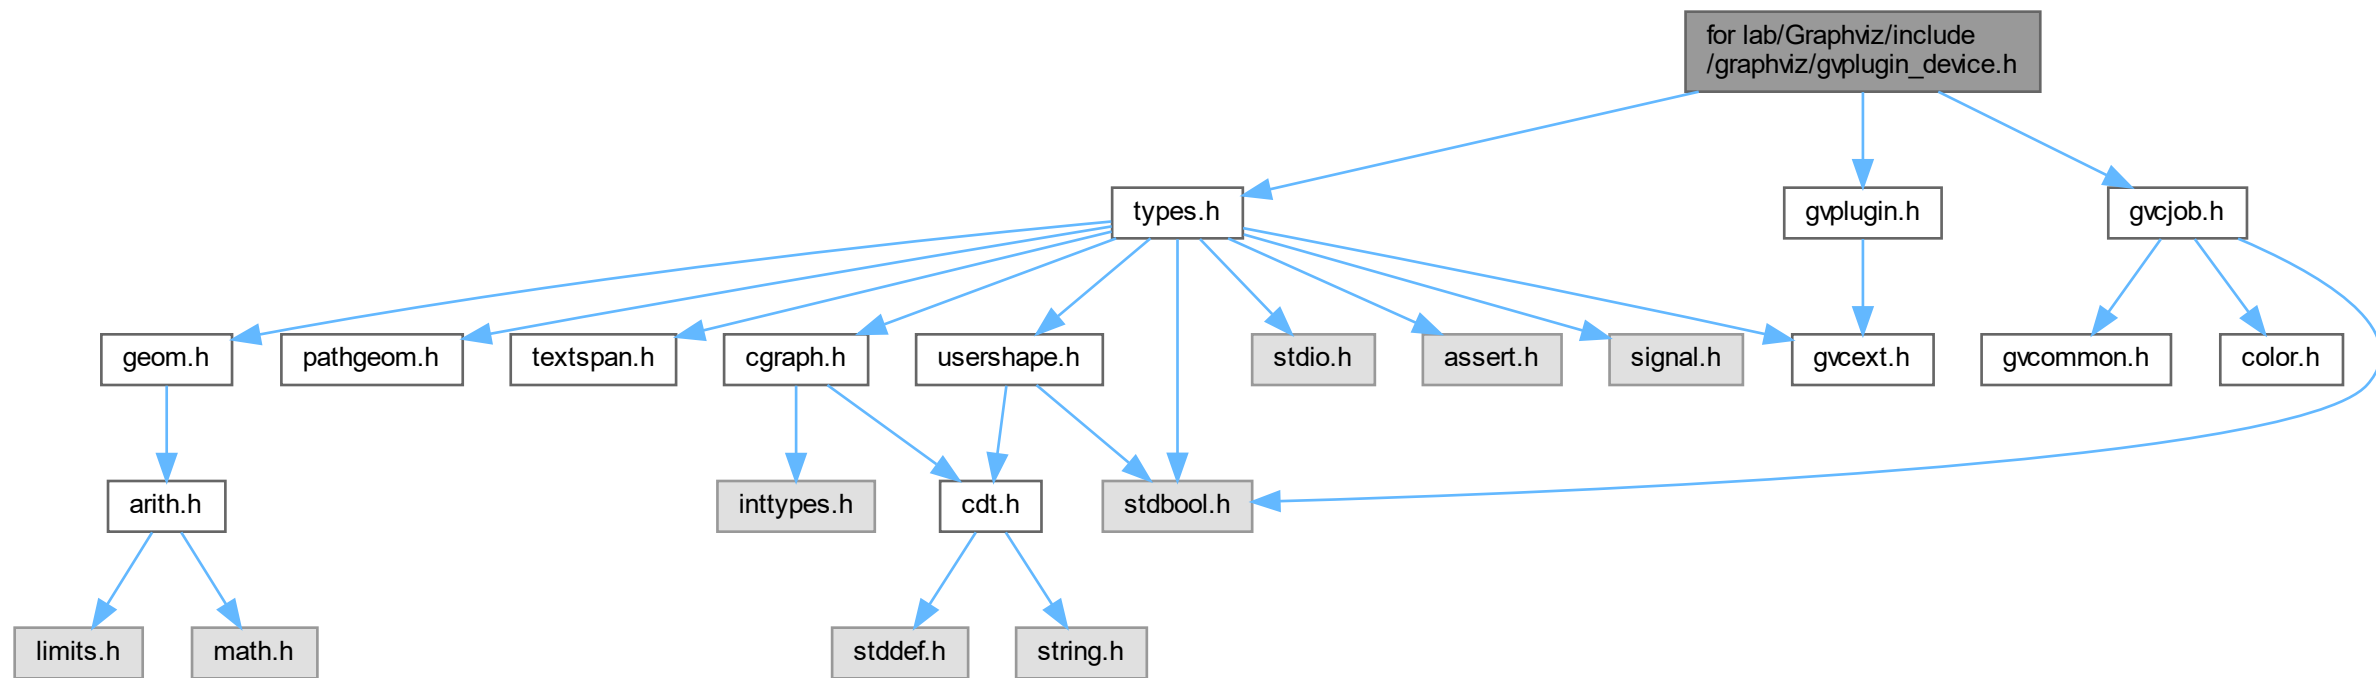 for lab/Graphviz/include
/graphviz/gvplugin_device.h
types.h
gvplugin.h
gvcjob.h
geom.h
pathgeom.h
textspan.h
cgraph.h
usershape.h
stdio.h
assert.h
signal.h
gvcext.h
gvcommon.h
color.h
arith.h
inttypes.h
cdt.h
stdbool.h
limits.h
math.h
stddef.h
string.h